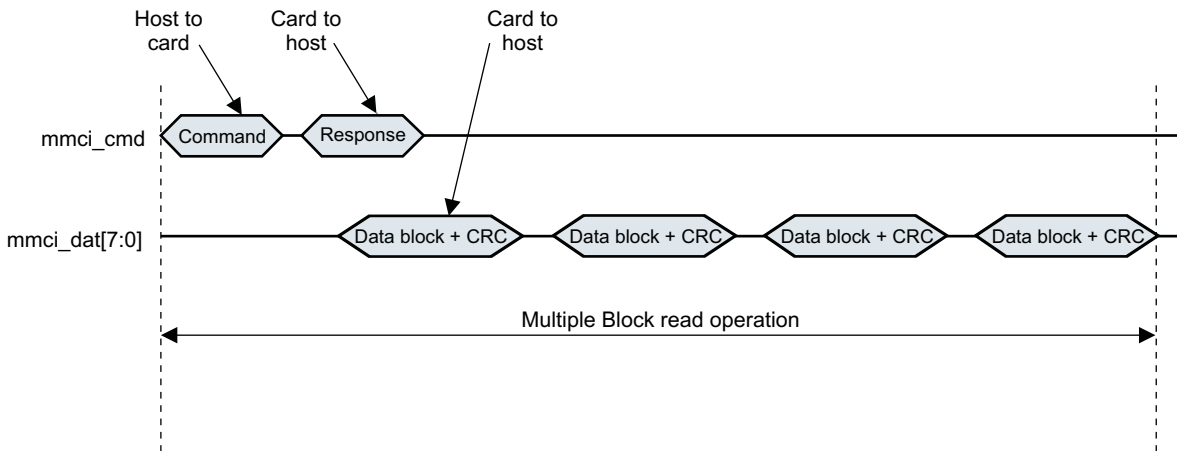 Host to
card
Card to
host
Card to
host
mmci_cmd
Command
Response
mmci_dat[7:0]
Data block + CRC
Data block + CRC
Data block + CRC
Data block + CRC
Multiple Block read operation